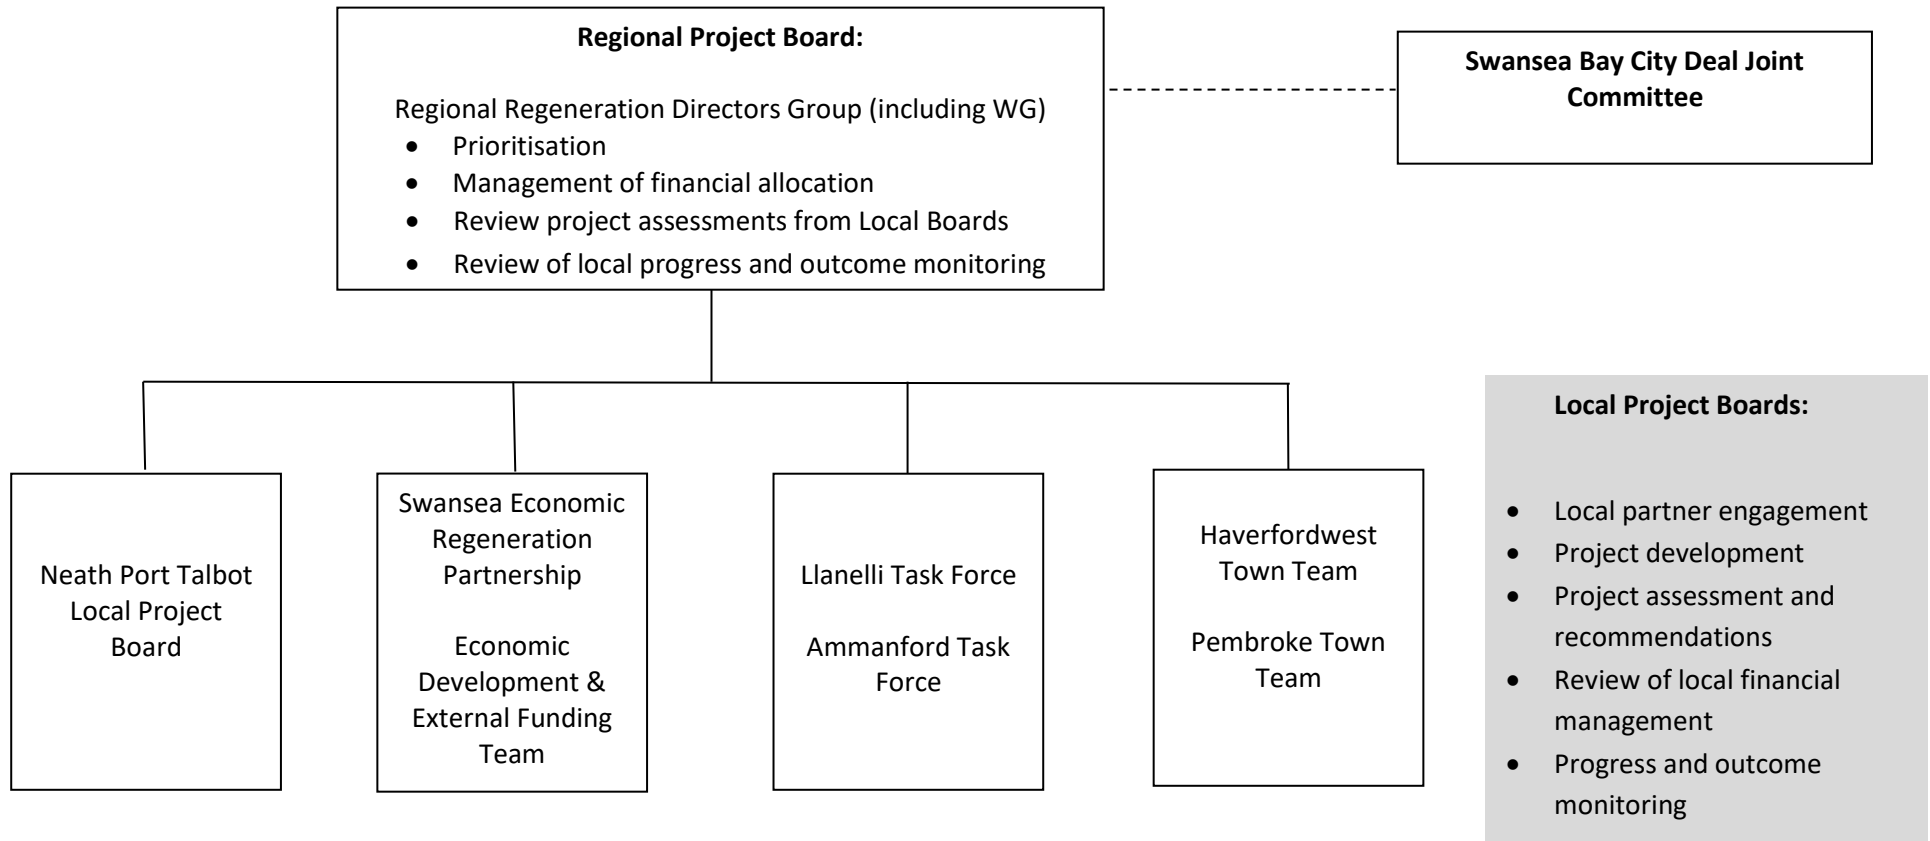 Regional Project Board:
Regional Regeneration Directors Group (including WG)
• Prioritisation
• Management of financial allocation
• Review project assessments from Local Boards
• Review of local progress and outcome monitoring
Swansea Bay City Deal Joint
Committee
Neath Port Talbot
Local Project
Board
Swansea Economic
Regeneration
Partnership
Economic
Development &
External Funding
Team
Llanelli Task Force
Ammanford Task
Force
Haverfordwest
Town Team
Pembroke Town
Team
Local Project Boards:
• Local partner engagement
• Project development
• Project assessment and
recommendations
• Review of local financial
management
• Progress and outcome
monitoring